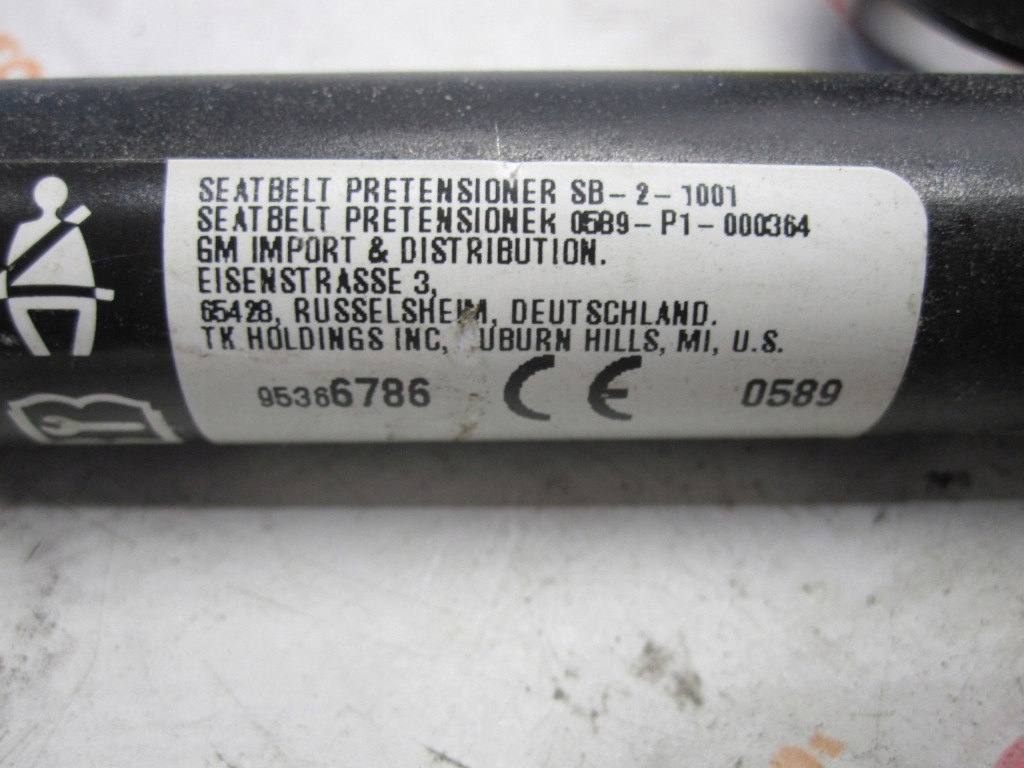 SEATBELT PRETENSIONER SB-2-1001
SEATBELT PRETENSIONER 0589-P1-000364
GM IMPORT & DISTRIBUTION.
EISENSTRASSE 3,
65428, RUSSELSHEIM, DEUTSCHLAND.
TK HOLDINGS INC, UBURN HILLS, MI, U.S.
95366786 CE 0589